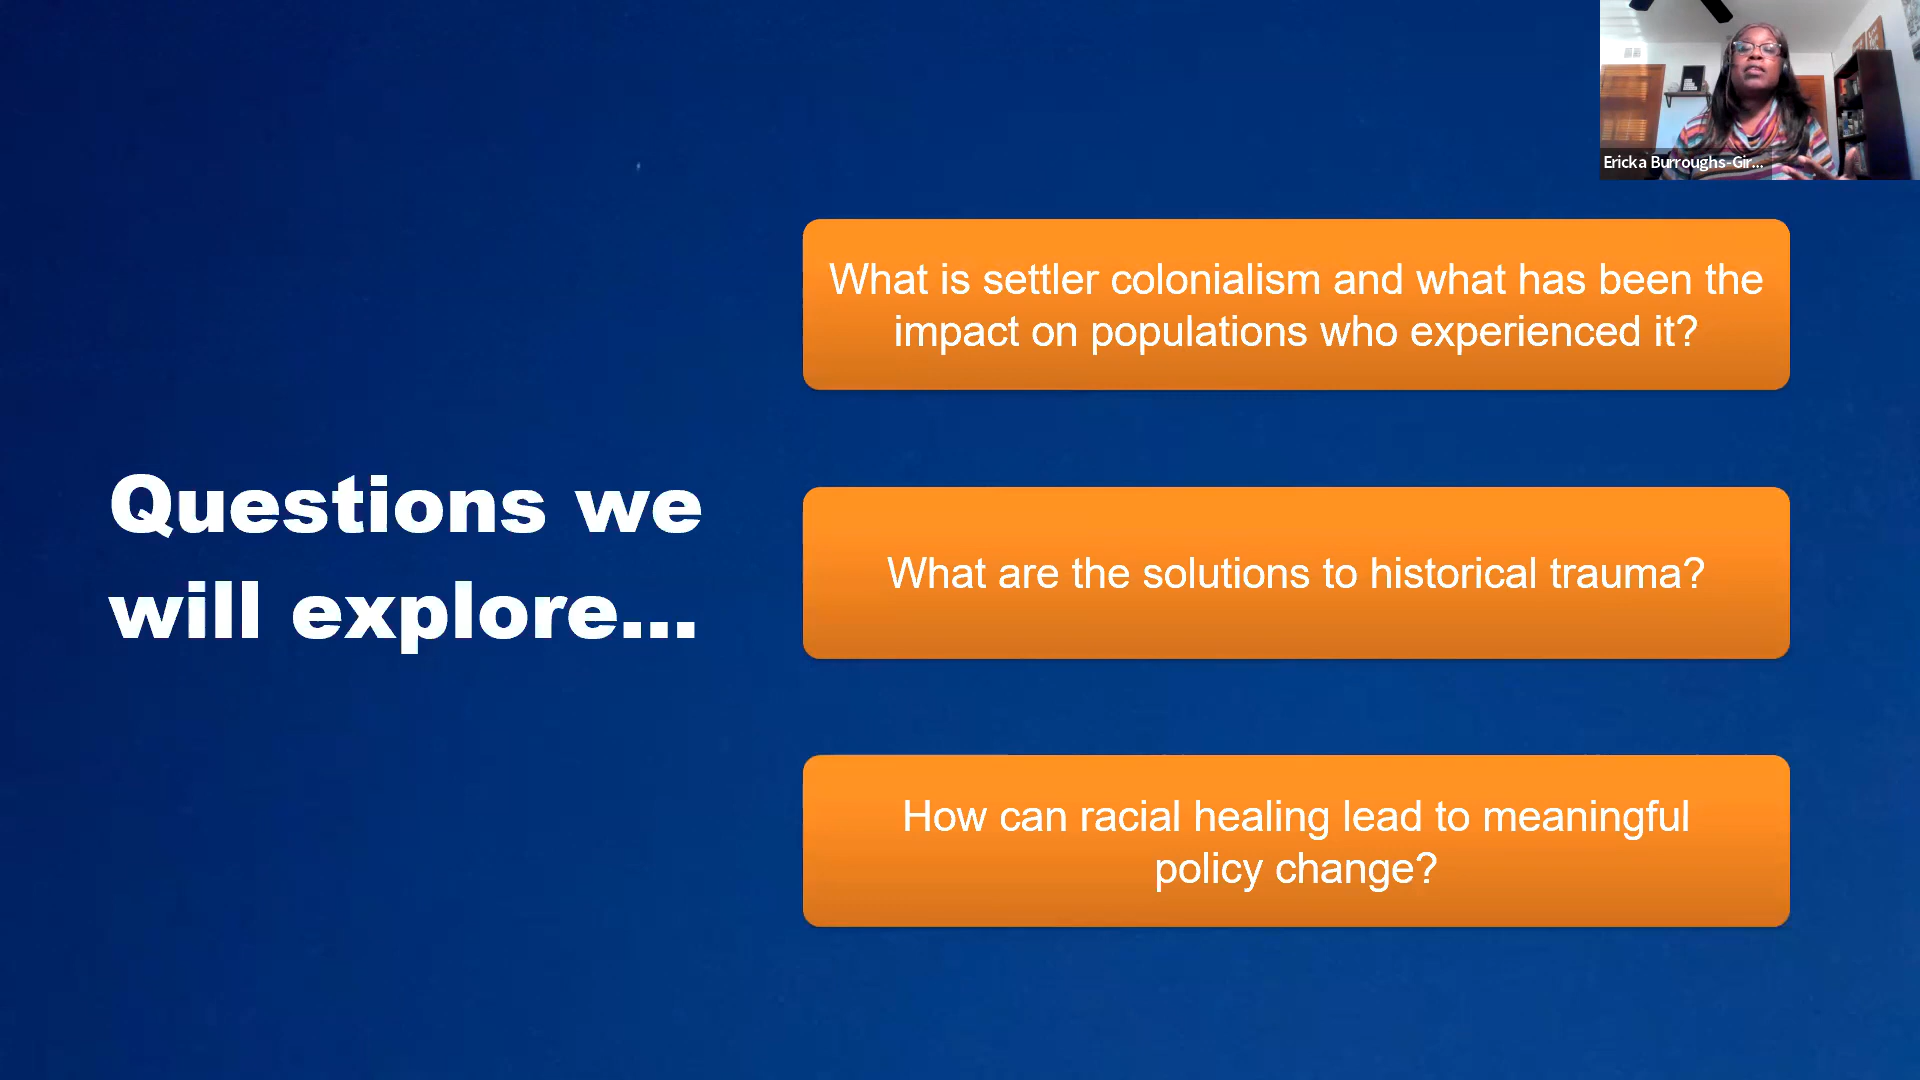 Ericka Burroughs-Gir...
What is settler colonialism and what has been the
impact on populations who experienced it?
Questions we
will explore...
What are the solutions to historical trauma?
How can racial healing lead to meaningful
policy change?